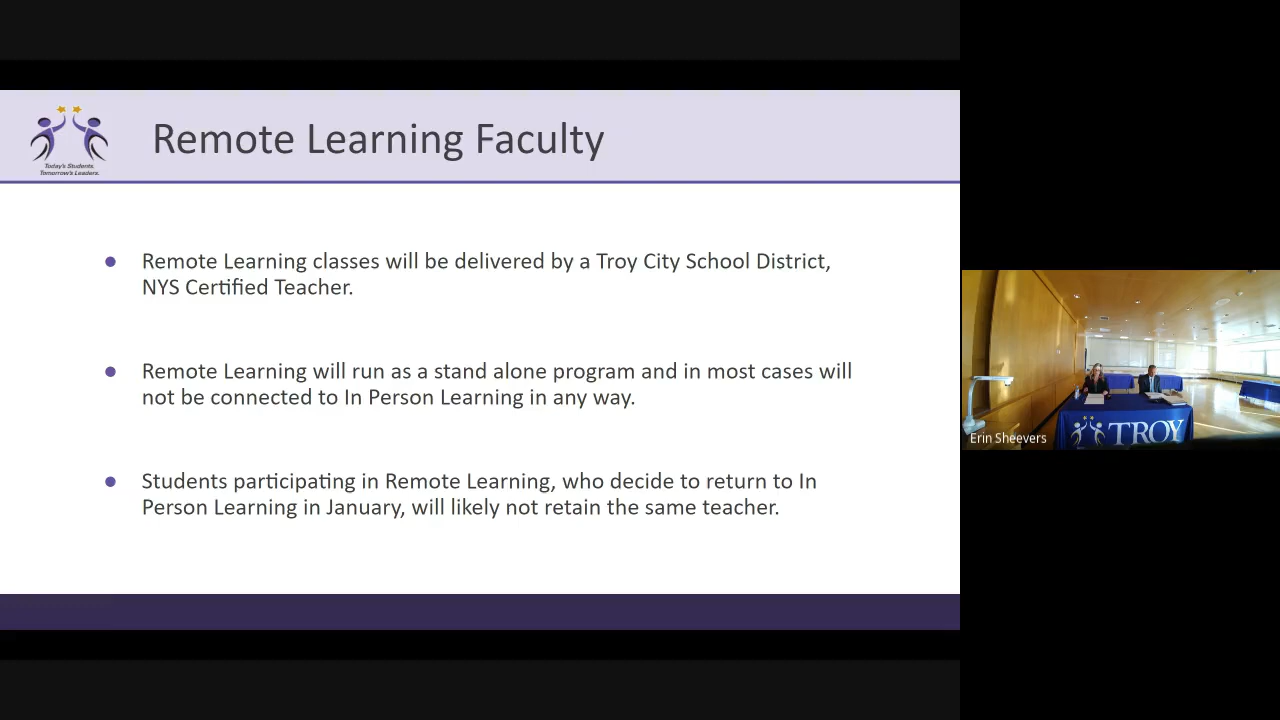 Remote Learning Faculty
Today's Students.
Tomorrow's Leaders.
● Remote Learning classes will be delivered by a Troy City School District,
NYS Certified Teacher.
● Remote Learning will run as a stand alone program and in most cases will
not be connected to In Person Learning in any way.
● Students participating in Remote Learning, who decide to return to In
Person Learning in January, will likely not retain the same teacher.
Erin Sheevers
TROY